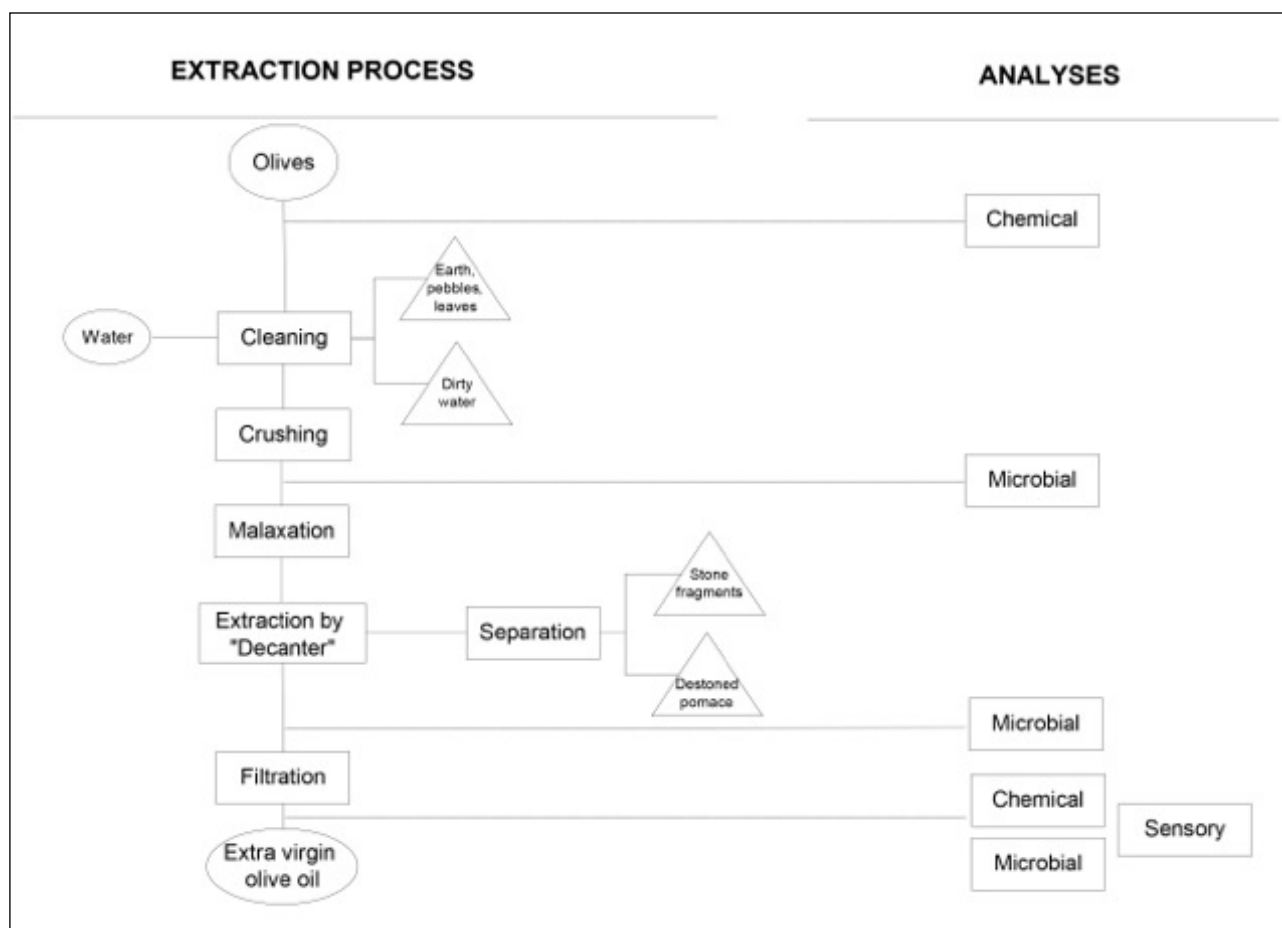 EXTRACTION PROCESS
ANALYSES
Olives
Chemical
Earth,
pebbles,
leaves
Water
Cleaning
Dirty
water
Crushing
Microbial
Malaxation
Stone
fragments
Extraction by
"Decanter"
Separation
Destoned
pomace
Microbial
Filtration
Chemical
Sensory
Extra virgin
olive oil
Microbial